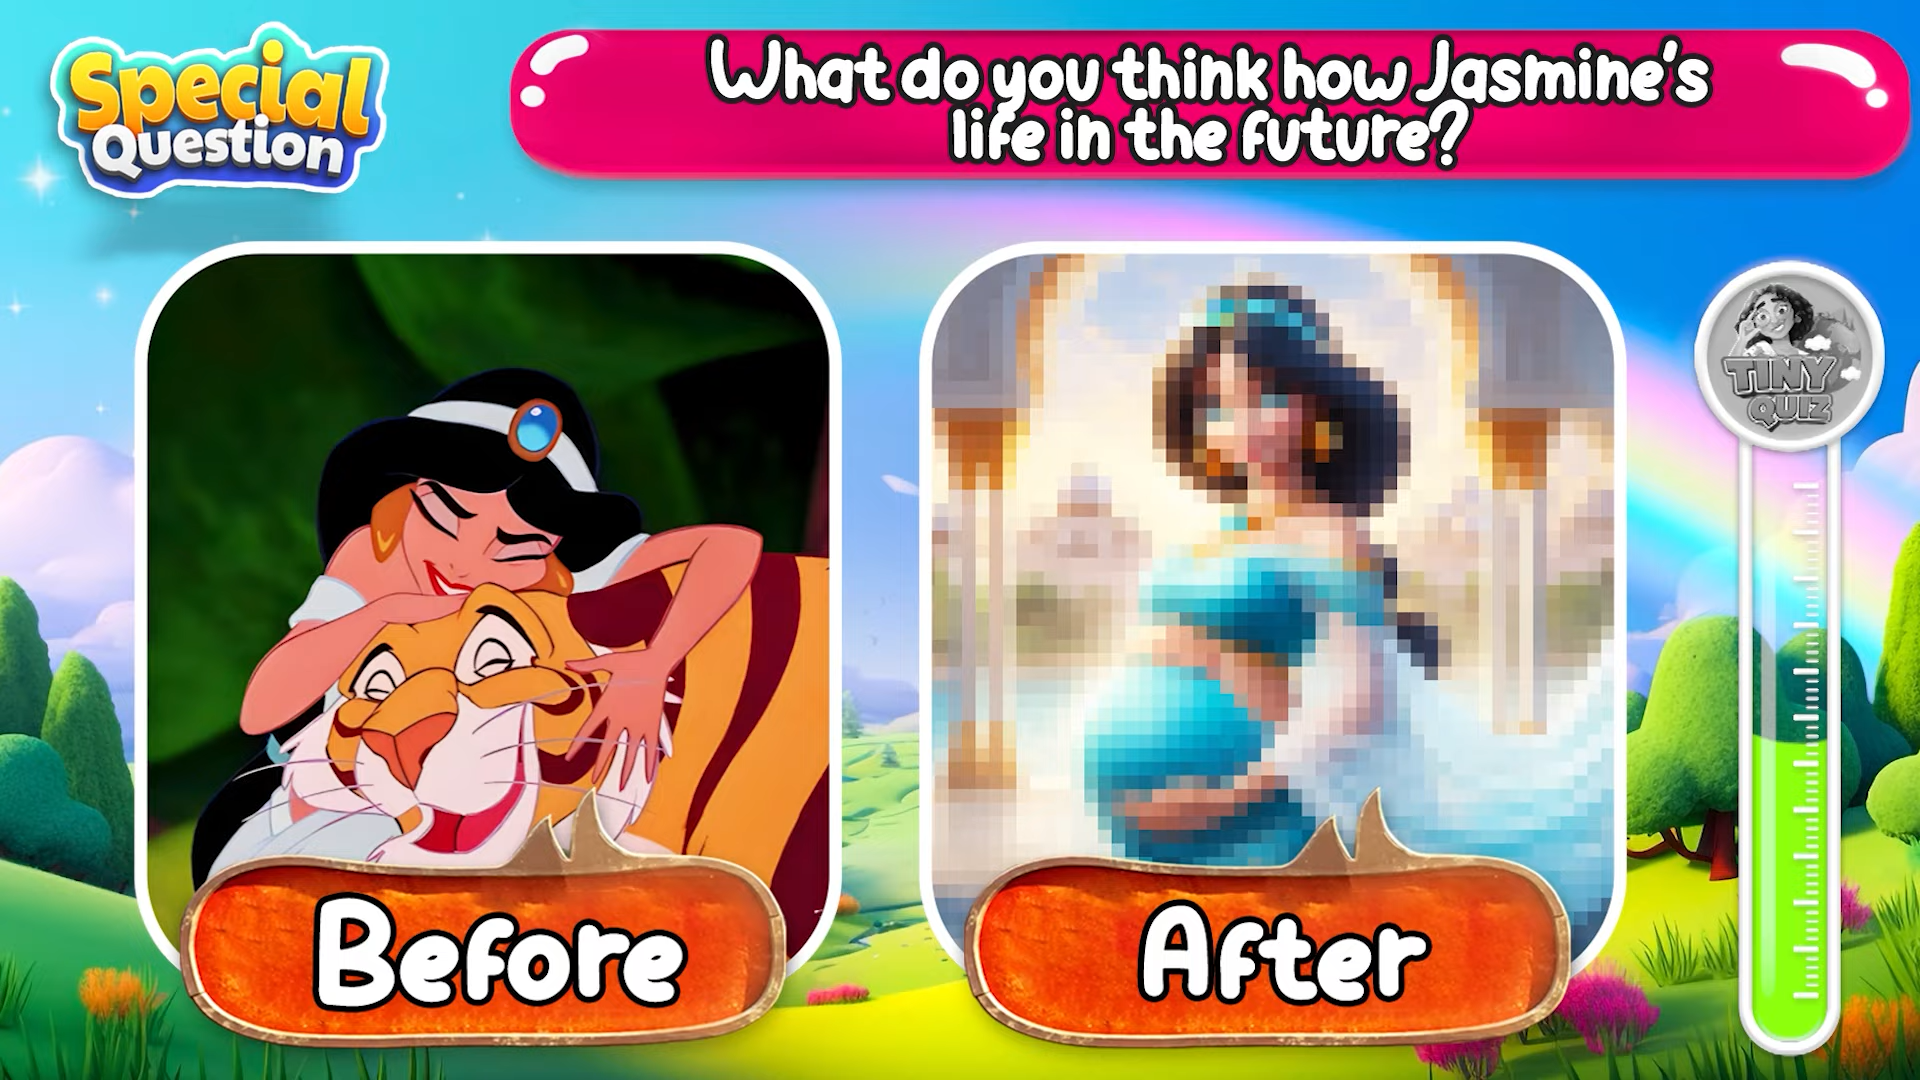 Special
Question
What do you think how Jasmine's
life in the future?
TINY
QUIZ
Before
After